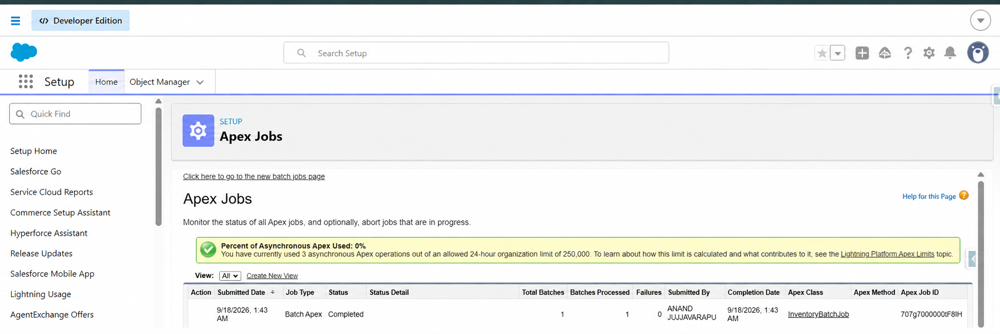 </> Developer Edition
Search Setup
Setup
Home
Object Manager
Quick Find
Setup Home
Salesforce Go
Service Cloud Reports
Commerce Setup Assistant
Hyperforce Assistant
Release Updates
Salesforce Mobile App
Lightning Usage
AgentExchange Offers
SETUP
Apex Jobs
Click here to go to the new batch jobs page
Apex Jobs
Help for this Page ?
Monitor the status of all Apex jobs, and optionally, abort jobs that are in progress.
Percent of Asynchronous Apex Used: 0%
You have currently used 3 asynchronous Apex operations out of an allowed 24-hour organization limit of 250,000. To learn about how this limit is calculated and what contributes to it, see the Lightning Platform Apex Limits topic.
View: All Create New View
Action Submitted Date Job Type Status Status Detail Total Batches Batches Processed Failures Submitted By Completion Date Apex Class Apex Method Apex Job ID
9/18/2026, 1:43 AM Batch Apex Completed 1 1 0 ANAND JUJJAVARAPU 9/18/2026, 1:43 AM InventoryBatchJob 707g7000000tF8IH